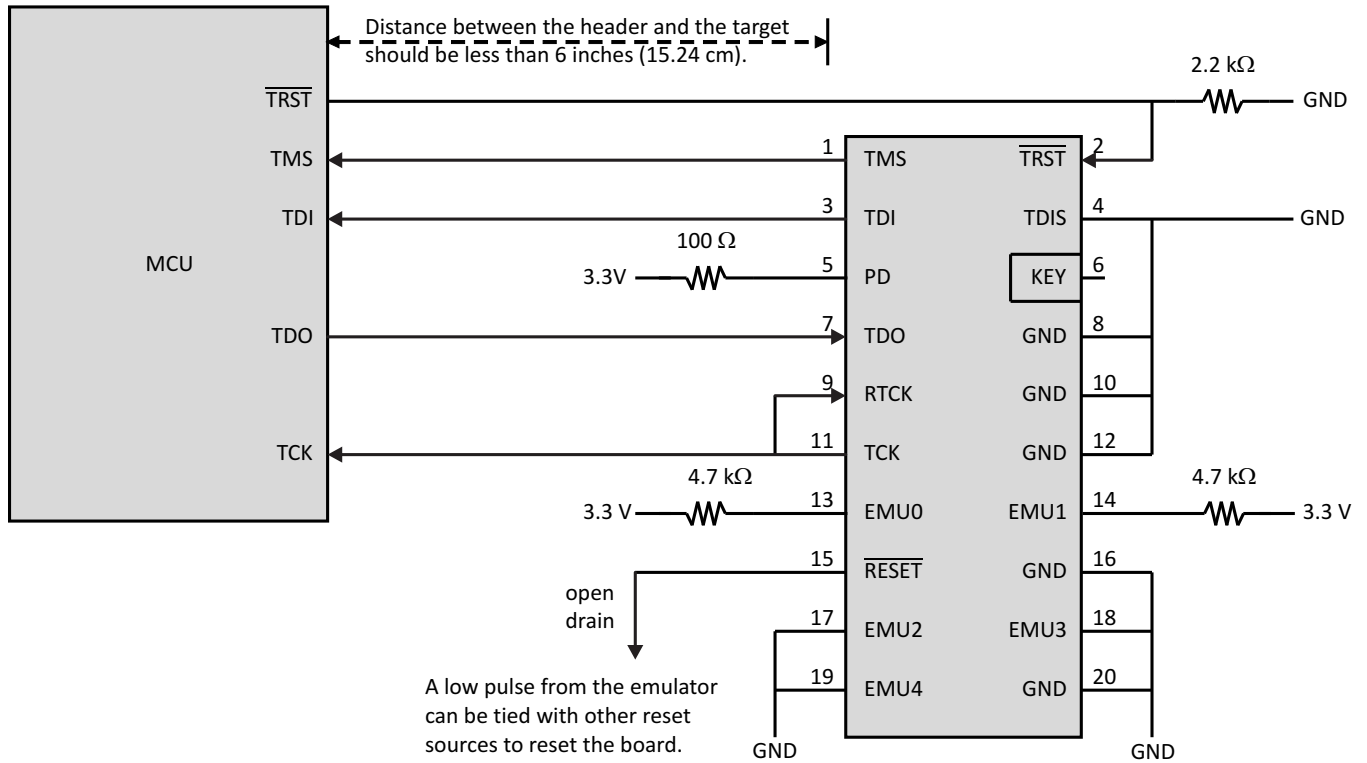 Distance between the header and the target
should be less than 6 inches (15.24 cm).
2.2 kΩ
TRST
GND
1
TMS
TMS
TRST
2
TDI
3
TDI
TDIS
4
GND
100 Ω
MCU
3.3V
5
PD
KEY
6
TDO
7
TDO
GND
8
9
RTCK
GND
10
TCK
11
TCK
GND
12
4.7 kΩ
4.7 kΩ
3.3 V
13
EMU0
EMU1
14
3.3 V
15
RESET
GND
16
open
drain
17
EMU2
EMU3
18
19
EMU4
GND
20
A low pulse from the emulator
can be tied with other reset
sources to reset the board.
GND
GND